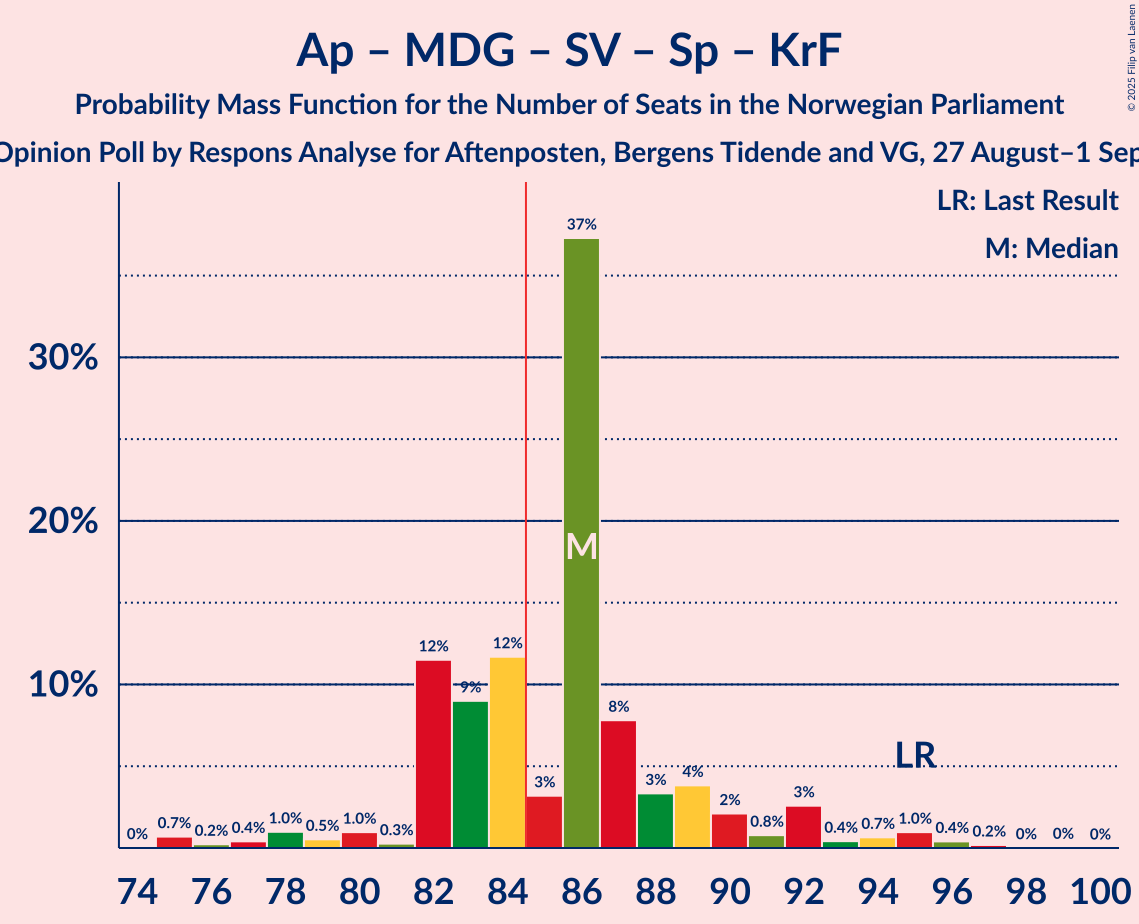 © 2025 Filip van Laenen
Ap – MDG – SV – Sp – KrF
Probability Mass Function for the Number of Seats in the Norwegian Parliament
Opinion Poll by Respons Analyse for Aftenposten, Bergens Tidende and VG, 27 August–1 Sep
LR: Last Result
M: Median
37%
30%
20%
M
12% 12%
10%
9%
8%
LR
3% 3% 4% 2% 3%
0% 0.7% 0.2% 0.4% 1.0% 0.5% 1.0% 0.3% 0.8% 0.4% 0.7% 1.0% 0.4% 0.2% 0% 0% 0%
74 76 78 80 82 84 86 88 90 92 94 96 98 100